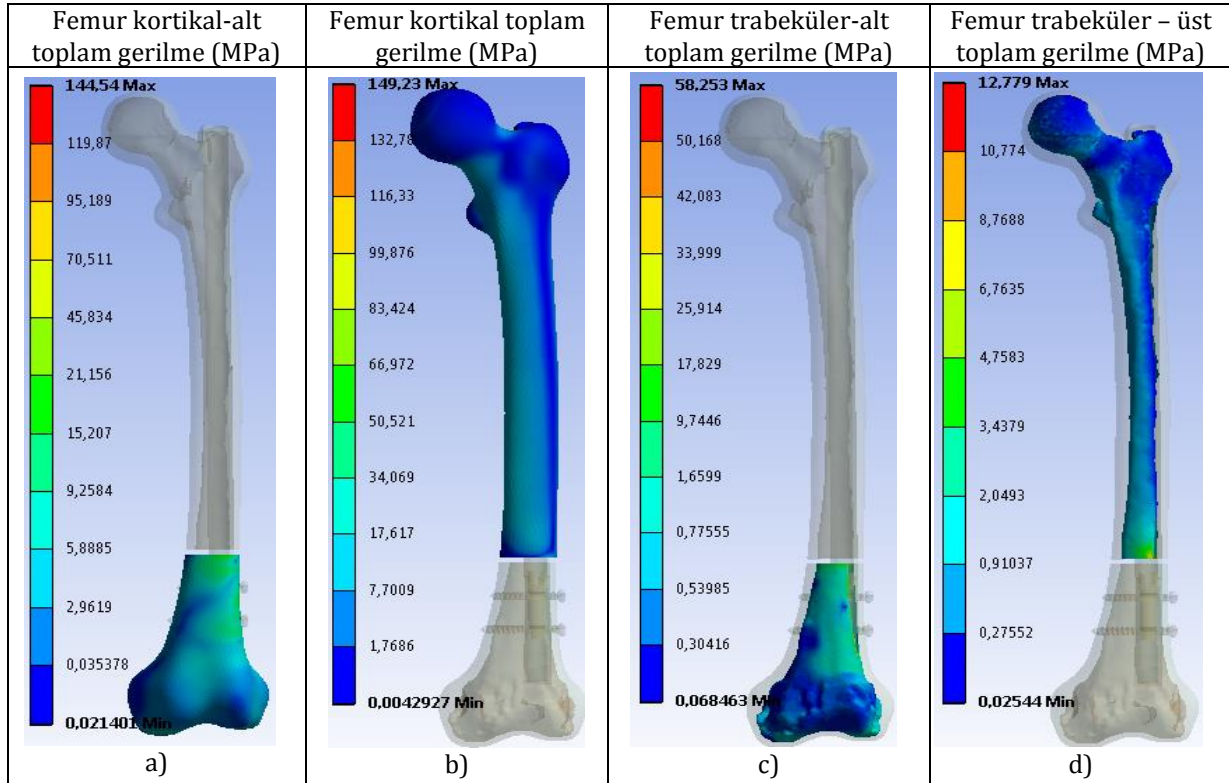 Femur kortikal-alt
toplam gerilme (MPa)
Femur kortikal toplam
gerilme (MPa)
Femur trabeküler-alt
toplam gerilme (MPa)
Femur trabeküler – üst
toplam gerilme (MPa)
144,54 Max
119,87
95,189
70,511
45,834
21,156
15,207
9,2584
5,8885
2,9619
0,035378
0,021401 Min
a)
149,23 Max
132,78
116,33
99,876
83,424
66,972
50,521
34,069
17,617
7,7009
1,7686
0,0042927 Min
b)
58,253 Max
50,168
42,083
33,999
25,914
17,829
9,7446
1,6599
0,77555
0,53985
0,30416
0,068463 Min
c)
12,779 Max
10,774
8,7688
6,7635
4,7583
3,4379
2,0493
0,91037
0,27552
0,02544 Min
d)